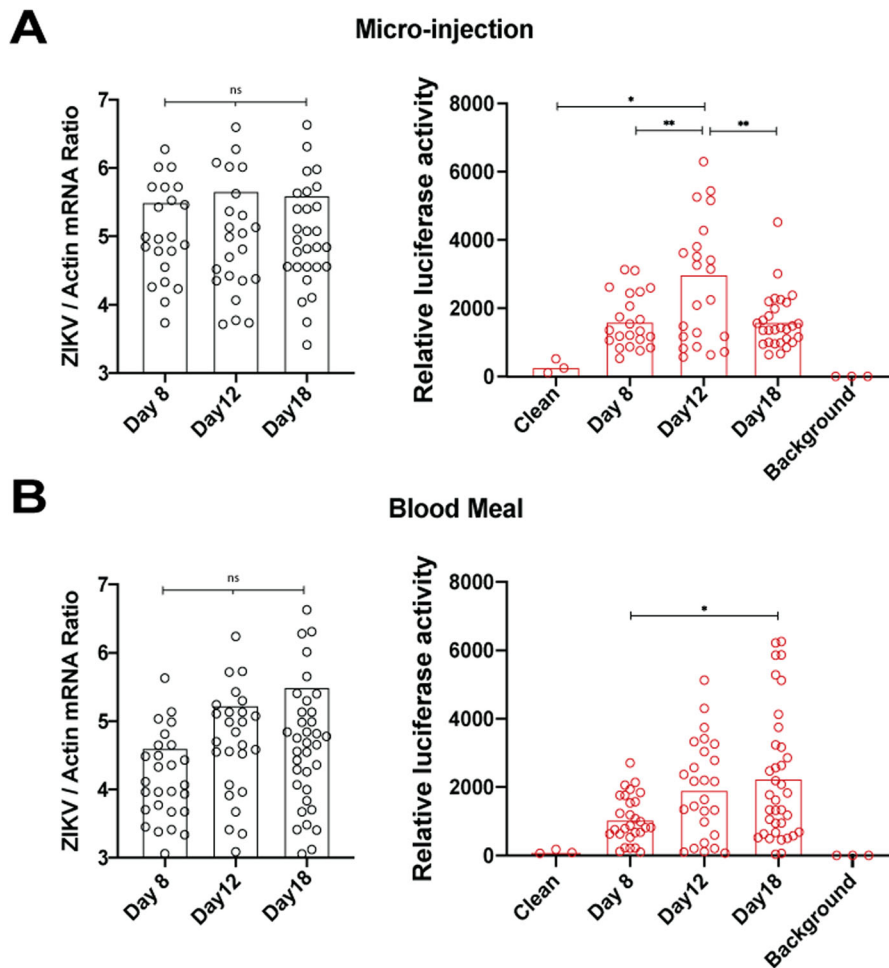 A
Micro-injection
ZIKV / Actin mRNA Ratio
7
6
5
4
3
ns
Day 8
Day12
Day18
Relative luciferase activity
8000
6000
4000
2000
0
*
**
**
Clean
Day 8
Day12
Day18
Background
B
Blood Meal
ZIKV / Actin mRNA Ratio
7
6
5
4
3
ns
Day 8
Day12
Day18
Relative luciferase activity
8000
6000
4000
2000
0
*
Clean
Day 8
Day12
Day18
Background